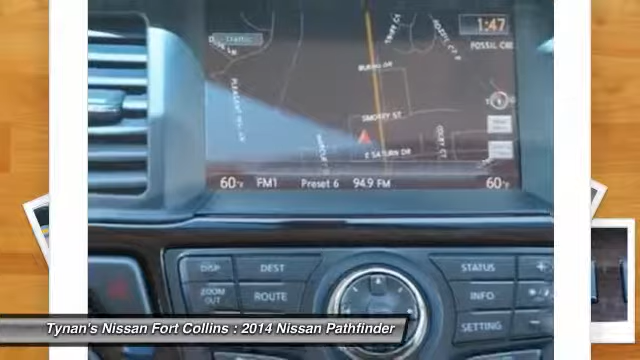 1:47
Traffic
FOSSIL CRE
SMOKEY ST
E SATURN DR
60°F FM1 Preset 6 94.9 FM 60°F
DISP DEST STATUS +
ZOOM OUT ROUTE INFO
SETTING -
Tynan's Nissan Fort Collins : 2014 Nissan Pathfinder